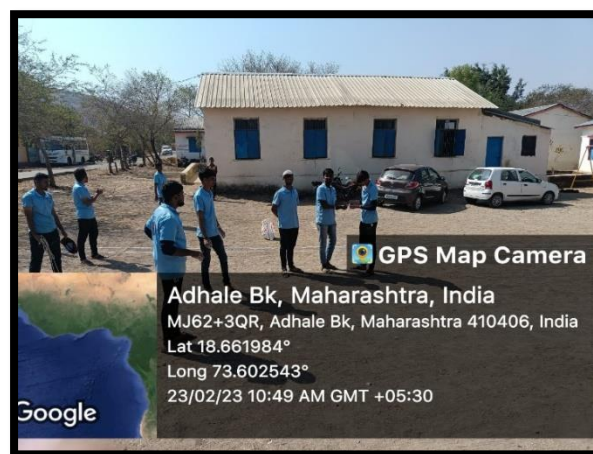 GPS Map Camera
Adhale Bk, Maharashtra, India
MJ62+3QR, Adhale Bk, Maharashtra 410406, India
Lat 18.661984°
Long 73.602543°
23/02/23 10:49 AM GMT +05:30
Google